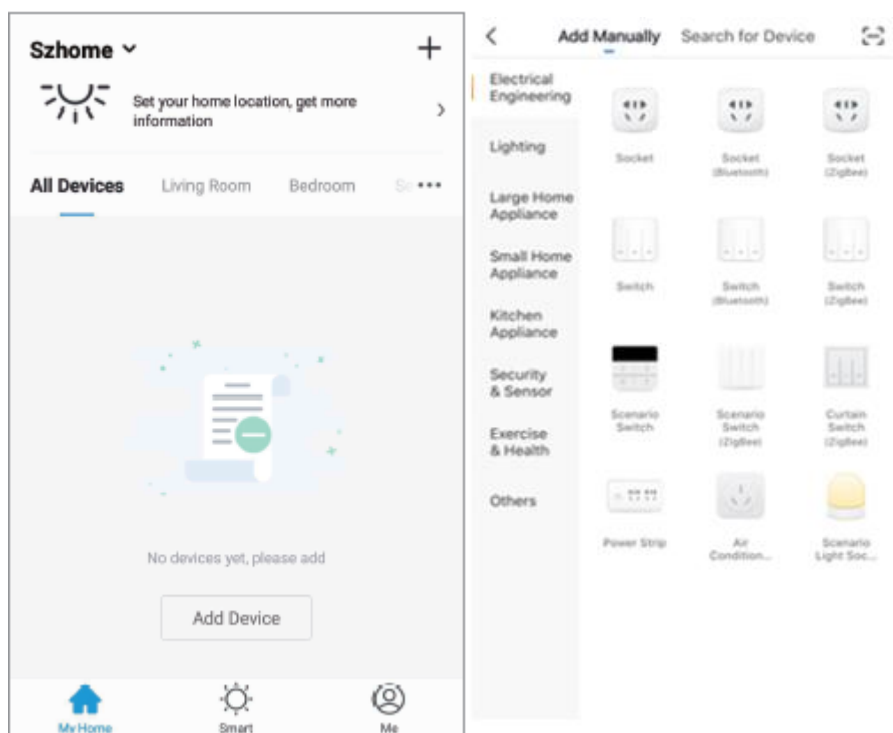 Szhome
Set your home location, get more
information
All Devices Living Room Bedroom
No devices yet, please add
Add Device
My Home Smart Me
Add Manually Search for Device
Electrical
Engineering
Lighting
Large Home
Appliance
Small Home
Appliance
Kitchen
Appliance
Security
& Sensor
Exercise
& Health
Others
Socket Socket Socket
(Bluetooth) (ZigBee)
Switch Switch Switch
(Bluetooth) (ZigBee)
Scenario Scenario Curtain
Switch Switch Switch
(ZigBee) (ZigBee)
Power Strip Air Scenario
Condition... Light Soc...